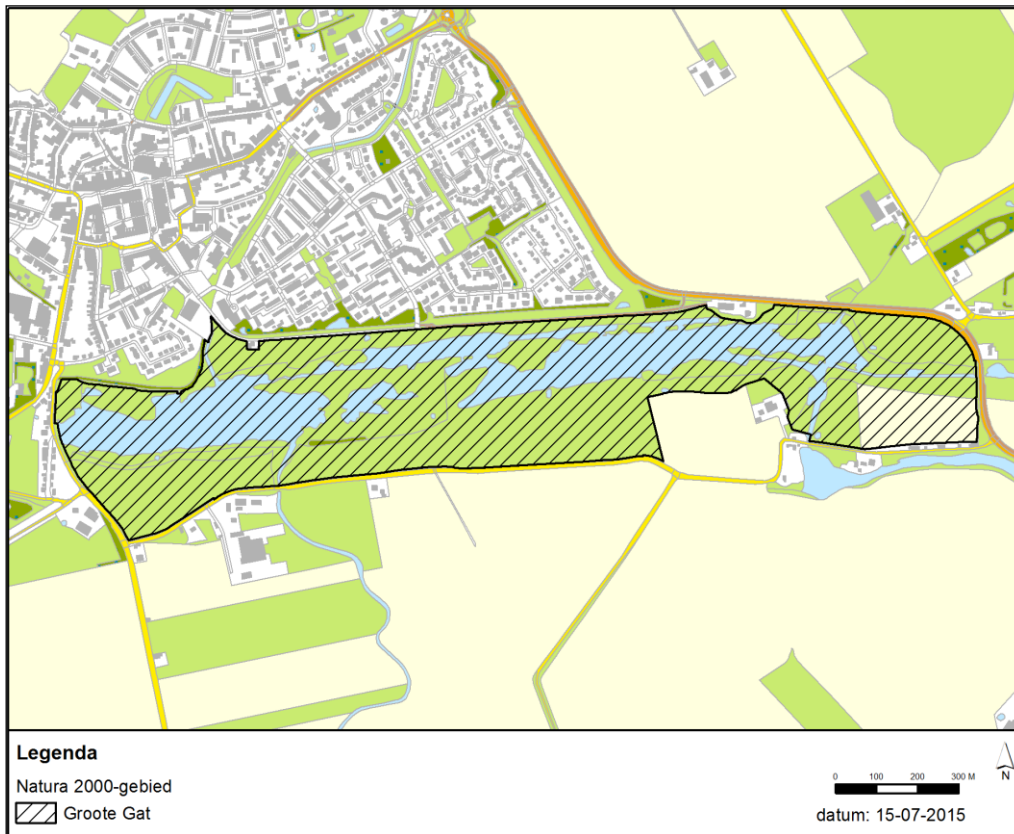 Legenda
Natura 2000-gebied
Groote Gat
0 100 200 300 M
N
datum: 15-07-2015